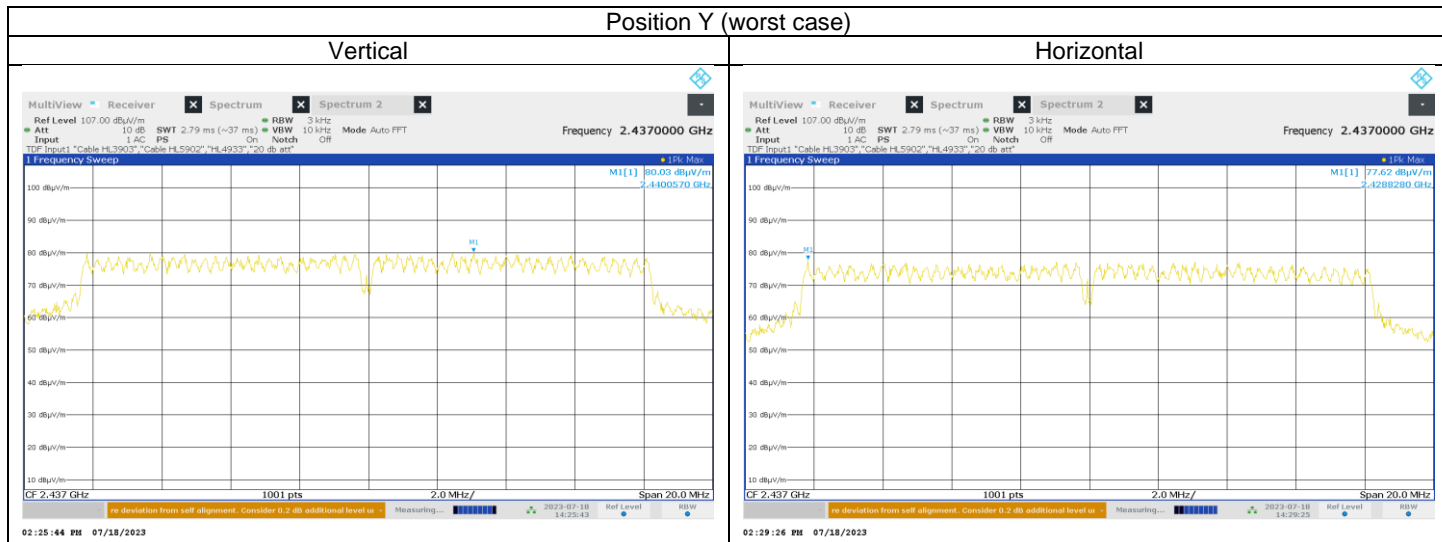 Position Y (worst case)
Vertical Horizontal
MultiView Receiver Spectrum Spectrum 2
Ref Level 107.00 dBµV/m RBW 3 kHz
Att 10 dB SWT 2.79 ms (~37 ms) VBW 10 kHz Mode Auto FFT Frequency 2.4370000 GHz
Input 1 AC PS On Notch Off
TDF Input1 "Cable HL3903","Cable HL5902","HL4933","20 db att"
1 Frequency Sweep 1Pk Max
M1[1] 80.03 dBµV/m
2.4400570 GHz
100 dBµV/m
90 dBµV/m
M1
80 dBµV/m
70 dBµV/m
60 dBµV/m
50 dBµV/m
40 dBµV/m
30 dBµV/m
20 dBµV/m
10 dBµV/m
CF 2.437 GHz 1001 pts 2.0 MHz/ Span 20.0 MHz
re deviation from self alignment. Consider 0.2 dB additional level u Measuring... 2023-07-18 Ref Level RBW
14:25:43
02:25:44 PM 07/18/2023
MultiView Receiver Spectrum Spectrum 2
Ref Level 107.00 dBµV/m RBW 3 kHz
Att 10 dB SWT 2.79 ms (~37 ms) VBW 10 kHz Mode Auto FFT Frequency 2.4370000 GHz
Input 1 AC PS On Notch Off
TDF Input1 "Cable HL3903","Cable HL5902","HL4933","20 db att"
1 Frequency Sweep 1Pk Max
M1[1] 77.62 dBµV/m
2.4288280 GHz
100 dBµV/m
90 dBµV/m
80 dBµV/m
M1
70 dBµV/m
60 dBµV/m
50 dBµV/m
40 dBµV/m
30 dBµV/m
20 dBµV/m
10 dBµV/m
CF 2.437 GHz 1001 pts 2.0 MHz/ Span 20.0 MHz
re deviation from self alignment. Consider 0.2 dB additional level u Measuring... 2023-07-18 Ref Level RBW
14:29:25
02:29:26 PM 07/18/2023